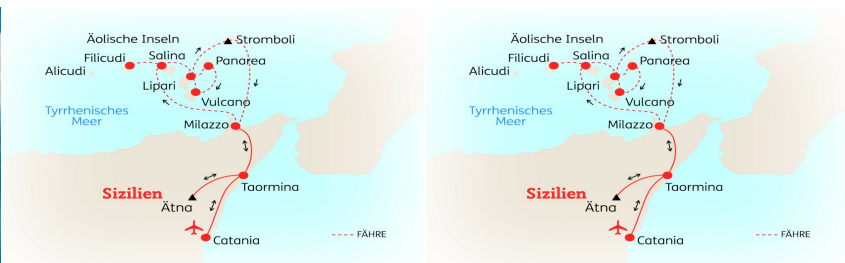 Äolische Inseln
Stromboli
Filicudi
Salina
Panarea
Alicudi
Lipari
Vulcano
Tyrrhenisches
Meer
Milazzo
Taormina
Sizilien
Ätna
Catania
FÄHRE
Äolische Inseln
Stromboli
Filicudi
Salina
Panarea
Alicudi
Lipari
Vulcano
Tyrrhenisches
Meer
Milazzo
Taormina
Sizilien
Ätna
Catania
FÄHRE